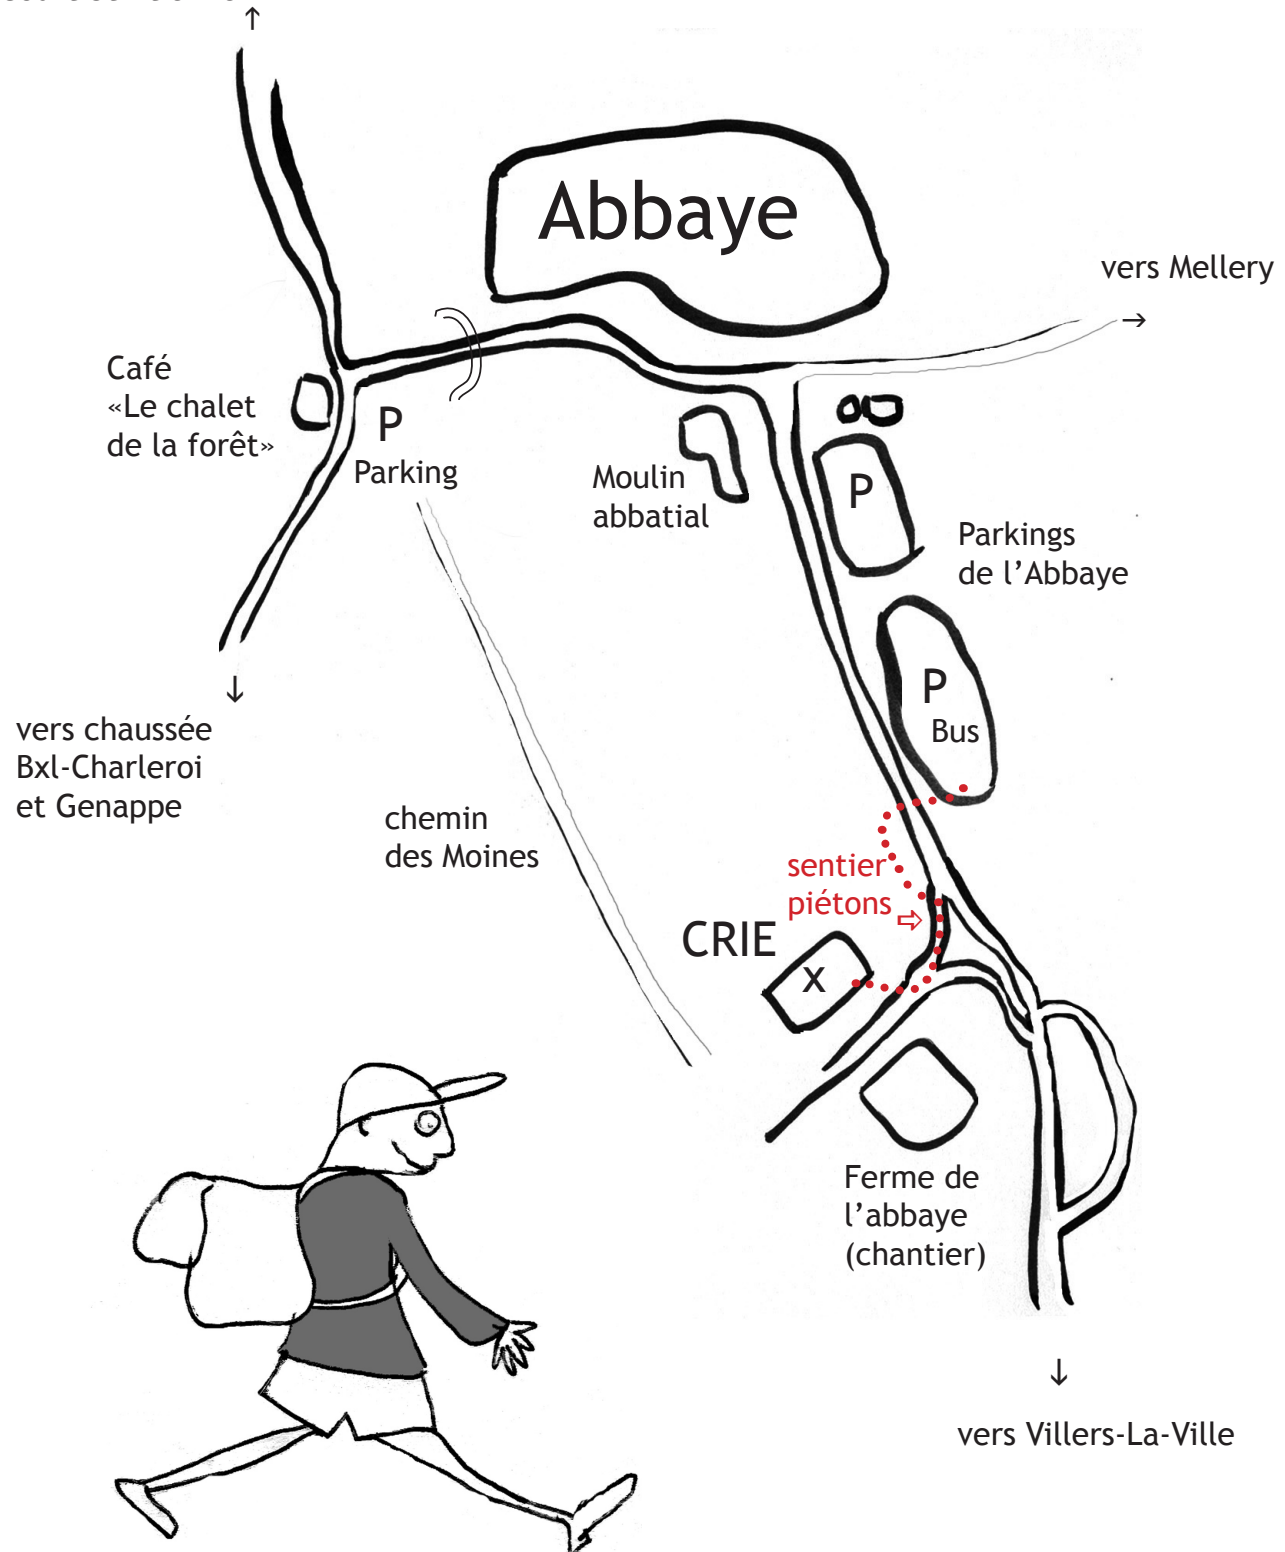 ↑
Abbaye
vers Mellery
→
Café
«Le chalet
de la forêt»
P
Parking
Moulin
abbatial
P
Parkings
de l’Abbaye
P
Bus
↓
vers chaussée
Bxl-Charleroi
et Genappe
chemin
des Moines
sentier
piétons ⇨
CRIE
x
Ferme de
l’abbaye
(chantier)
↓
vers Villers-La-Ville